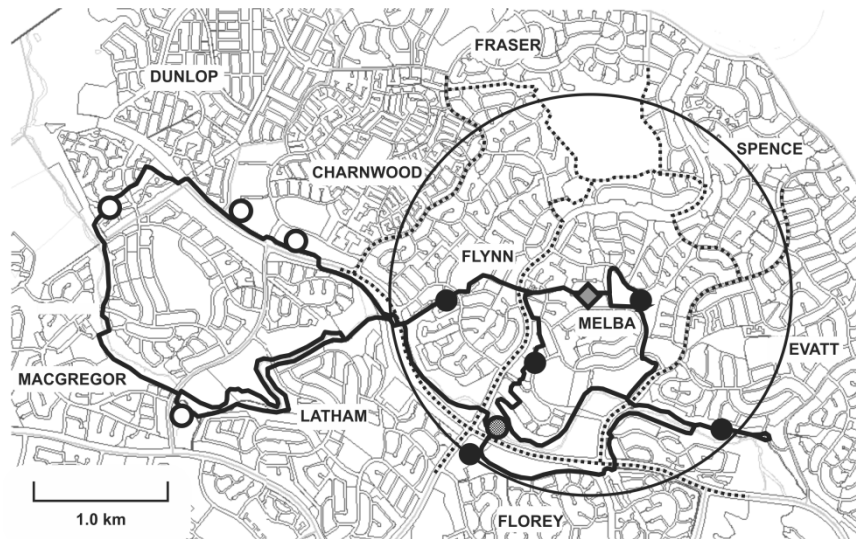 FRASER
DUNLOP
SPENCE
CHARNWOOD
FLYNN
MELBA
EVATT
MACGREGOR
LATHAM
1.0 km
FLOREY